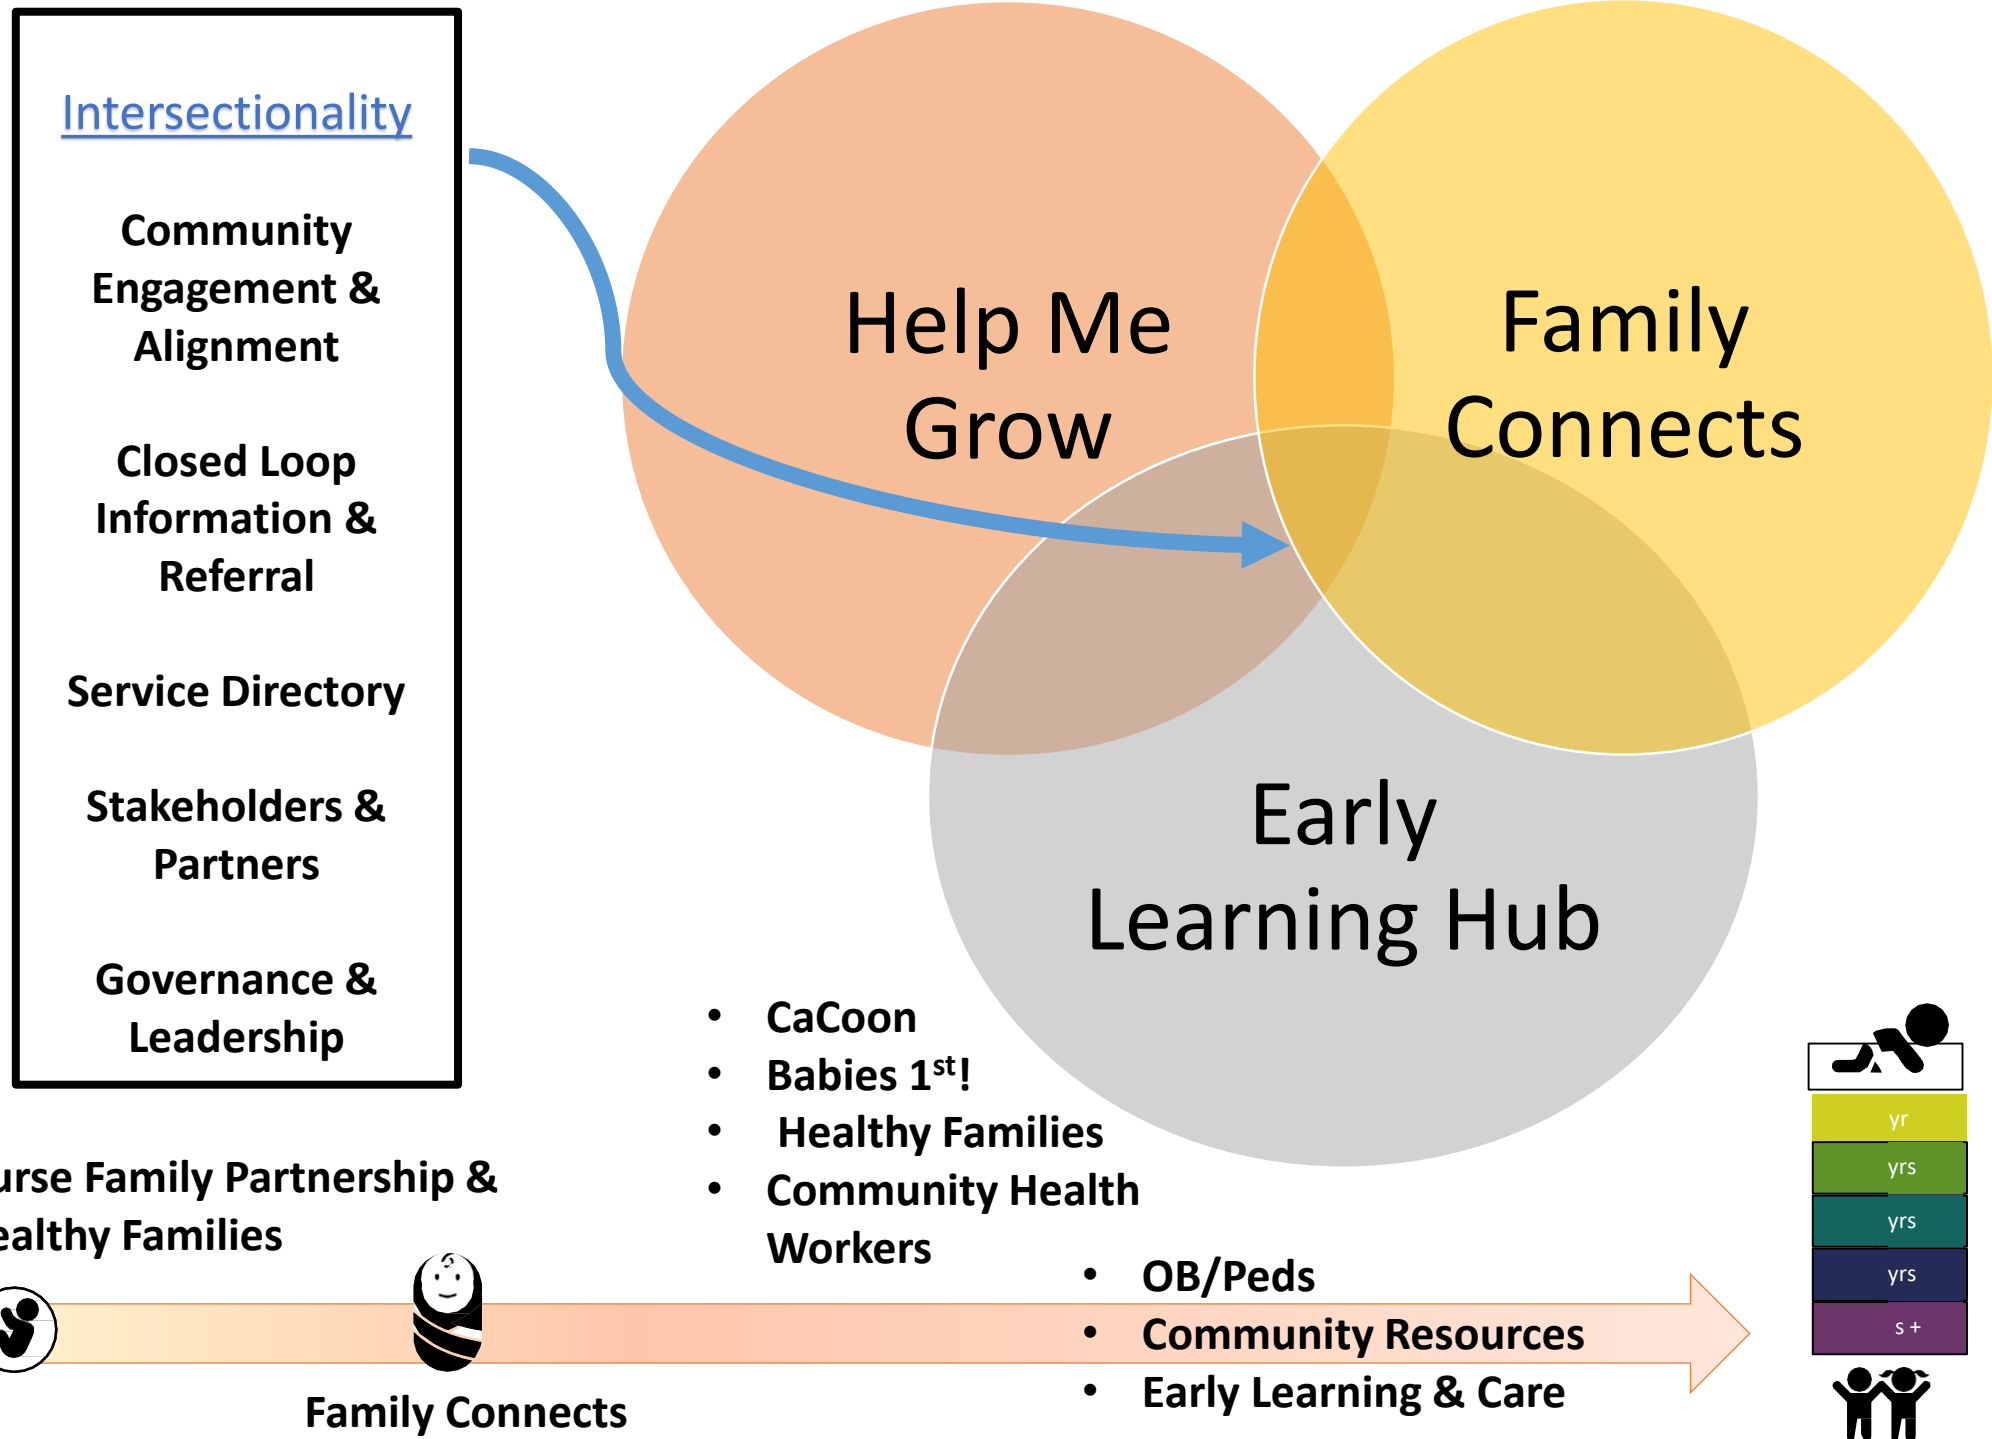 Intersectionality
Community
Engagement &
Alignment
Closed Loop
Information &
Referral
Service Directory
Stakeholders &
Partners
Governance &
Leadership
Help Me
Grow
Family
Connects
Early
Learning Hub
• CaCoon
• Babies 1st!
• Healthy Families
• Community Health
Workers
urse Family Partnership &
ealthy Families
Family Connects
• OB/Peds
• Community Resources
• Early Learning & Care
yr
yrs
yrs
yrs
s +